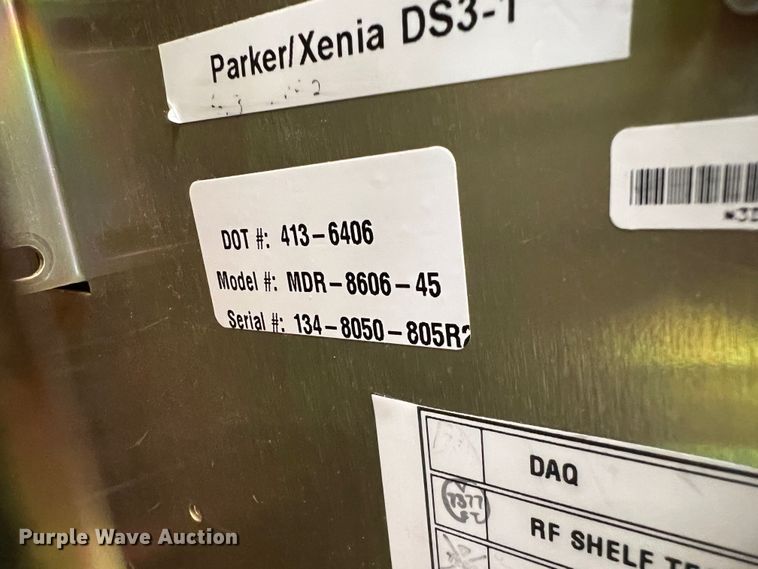 Parker/Xenia DS3-1
DOT #: 413-6406
Model #: MDR-8606-45
Serial #: 134-8050-805R2
DAQ
RF SHELF
Purple Wave Auction